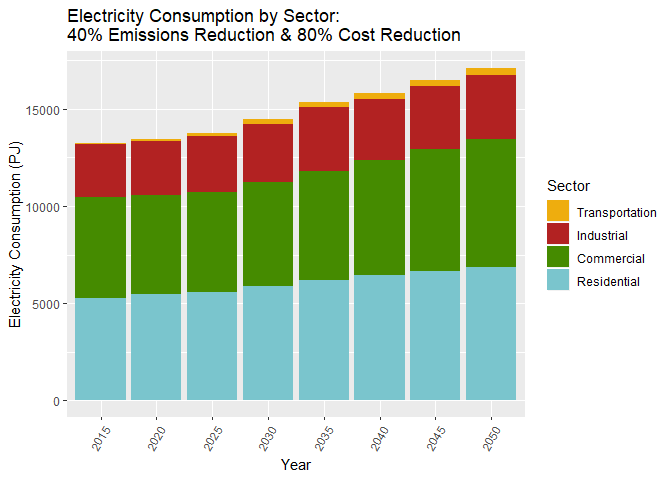 Electricity Consumption by Sector:
40% Emissions Reduction & 80% Cost Reduction
Electricity Consumption (PJ)
15000
10000
5000
0
2015
2020
2025
2030
2035
2040
2045
2050
Year
Sector
Transportation
Industrial
Commercial
Residential